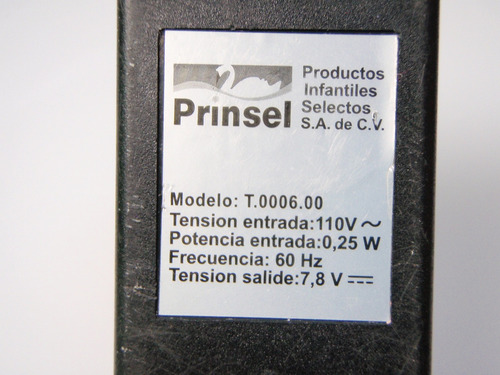 Prinsel
Productos
Infantiles
Selectos
S.A. de C.V.
Modelo: T.0006.00
Tension entrada:110V ~
Potencia entrada:0,25 W
Frecuencia: 60 Hz
Tension salide:7,8 V ⎓